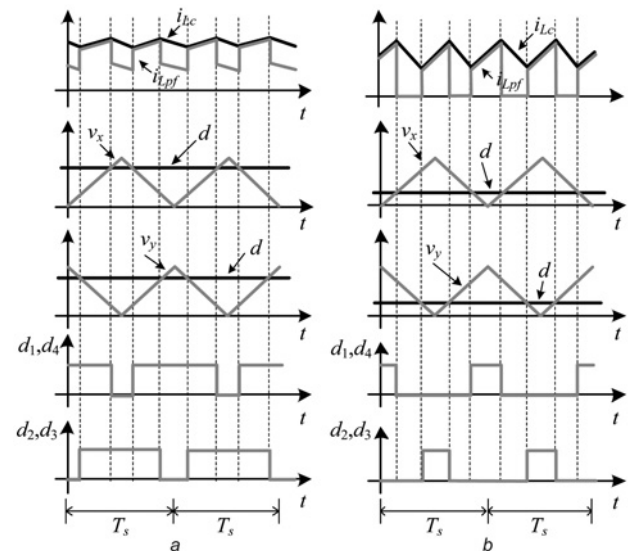 i_Lc
i_Lpf
t
v_x
d
t
v_y
d
t
d_1,d_4
t
d_2,d_3
t
T_s
T_s
a
i_Lc
i_Lpf
t
v_x
d
t
v_y
d
t
d_1,d_4
t
d_2,d_3
t
T_s
T_s
b